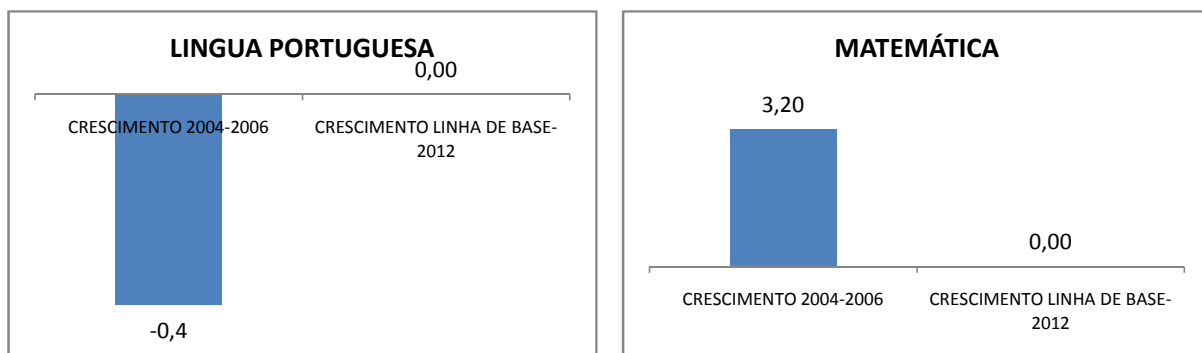 LINGUA PORTUGUESA
0,00
CRESCIMENTO 2004-2006
CRESCIMENTO LINHA DE BASE-
2012
-0,4
MATEMÁTICA
3,20
0,00
CRESCIMENTO 2004-2006
CRESCIMENTO LINHA DE BASE-
2012